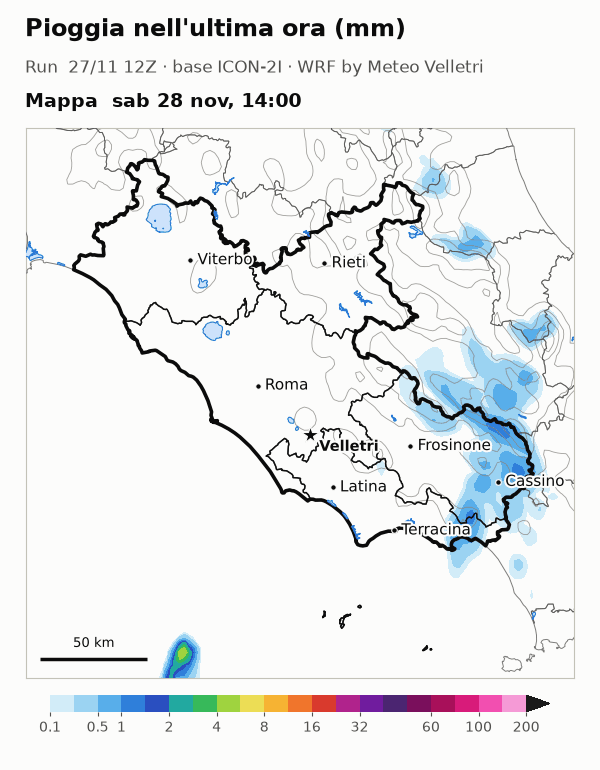 Pioggia nell'ultima ora (mm)
Run  27/11 12Z · base ICON-2I · WRF by Meteo Velletri
Mappa  sab 28 nov, 14:00
Viterbo
Rieti
Roma
Velletri
Frosinone
Latina
Cassino
Terracina
50 km
0.1 0.5 1 2 4 8 16 32 60 100 200